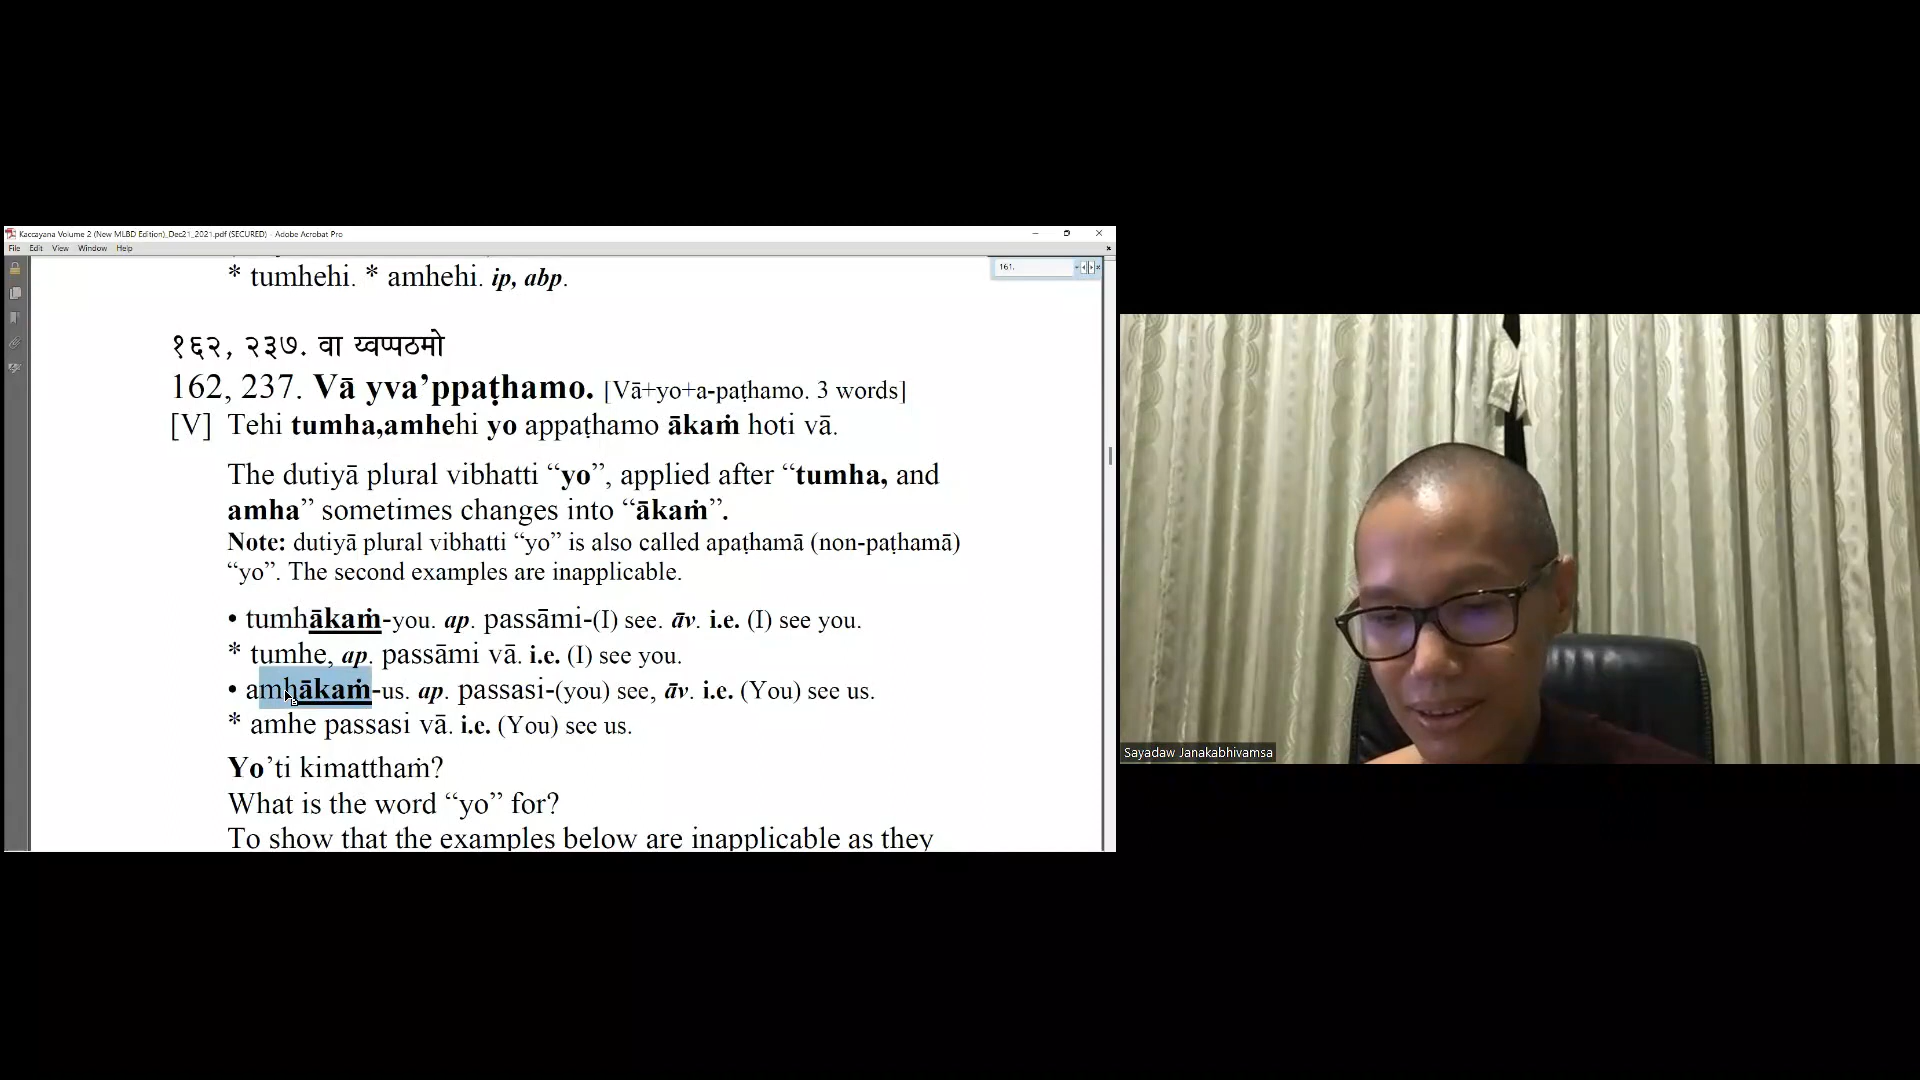 Kaccayana Volume 2 (New MLBD Edition)_Dec21_2021.pdf (SECURED) - Adobe Acrobat Pro
File Edit View Window Help
161.
* tumhehi. * amhehi. ip, abp.
१६२, २३७. वा य्वप्पठमो
162, 237. Vā yva’ppaṭhamo. [Vā+yo+a-paṭhamo. 3 words]
[V] Tehi tumha,amhehi yo appaṭhamo ākaṁ hoti vā.
The dutiyā plural vibhatti “yo”, applied after “tumha, and
amha” sometimes changes into “ākaṁ”.
Note: dutiyā plural vibhatti “yo” is also called apaṭhamā (non-paṭhamā)
“yo”. The second examples are inapplicable.
• tumhākaṁ-you. ap. passāmi-(I) see. āv. i.e. (I) see you.
* tumhe, ap. passāmi vā. i.e. (I) see you.
• amhākaṁ-us. ap. passasi-(you) see, āv. i.e. (You) see us.
* amhe passasi vā. i.e. (You) see us.
Yo’ti kimatthaṁ?
What is the word “yo” for?
To show that the examples below are inapplicable as they
Sayadaw Janakabhivamsa